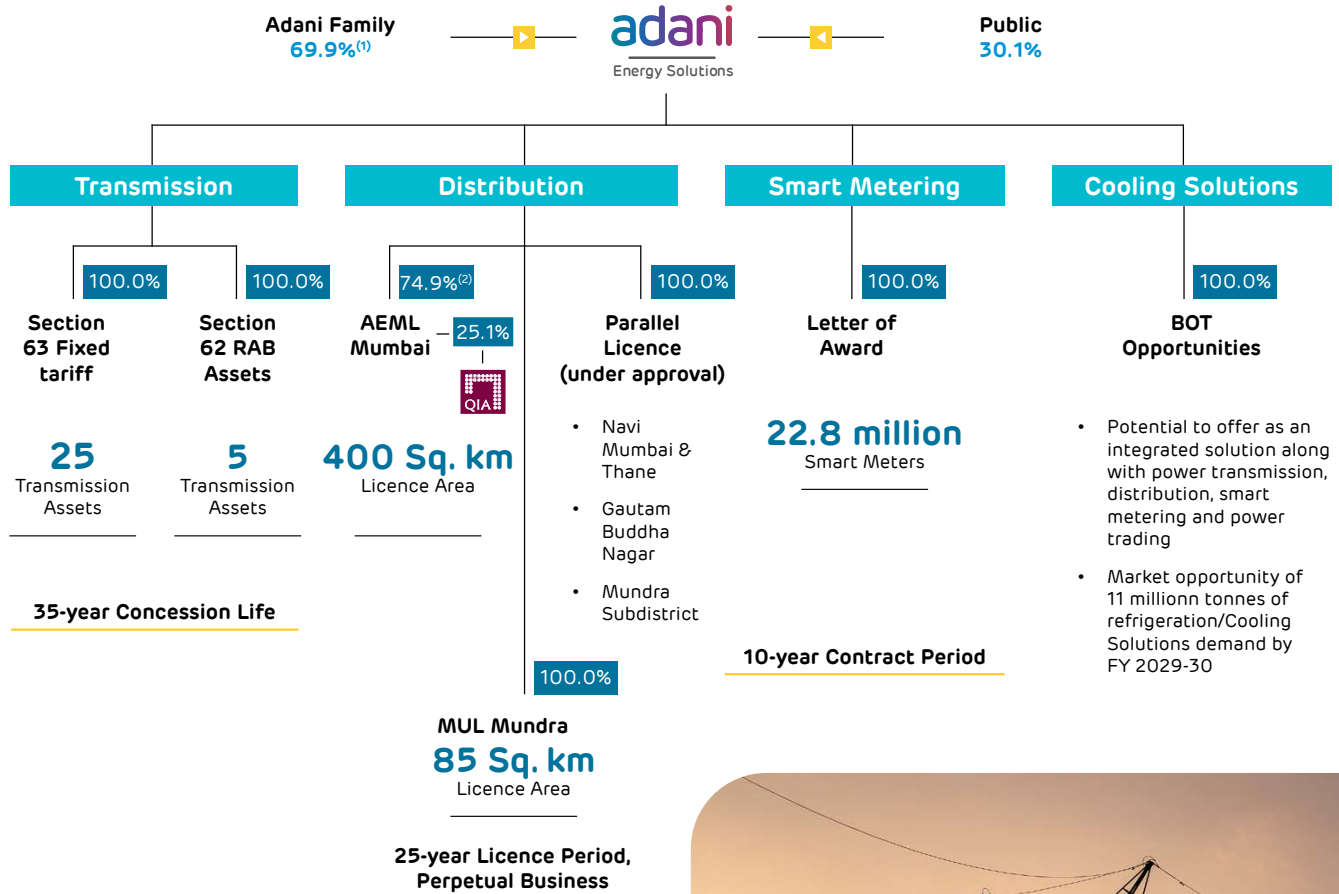 Adani Family
69.9%(1)
adani
Energy Solutions
Public
30.1%
Transmission
Distribution
Smart Metering
Cooling Solutions
100.0%
100.0%
74.9%(2)
100.0%
100.0%
100.0%
Section
63 Fixed
tariff
Section
62 RAB
Assets
AEML
Mumbai
25.1%
QIA
Parallel
Licence
(under approval)
Letter of
Award
BOT
Opportunities
25
Transmission
Assets
5
Transmission
Assets
35-year Concession Life
400 Sq. km
Licence Area
• Navi
Mumbai &
Thane
• Gautam
Buddha
Nagar
• Mundra
Subdistrict
22.8 million
Smart Meters
10-year Contract Period
• Potential to offer as an
integrated solution along
with power transmission,
distribution, smart
metering and power
trading
• Market opportunity of
11 millionn tonnes of
refrigeration/Cooling
Solutions demand by
FY 2029-30
100.0%
MUL Mundra
85 Sq. km
Licence Area
25-year Licence Period,
Perpetual Business